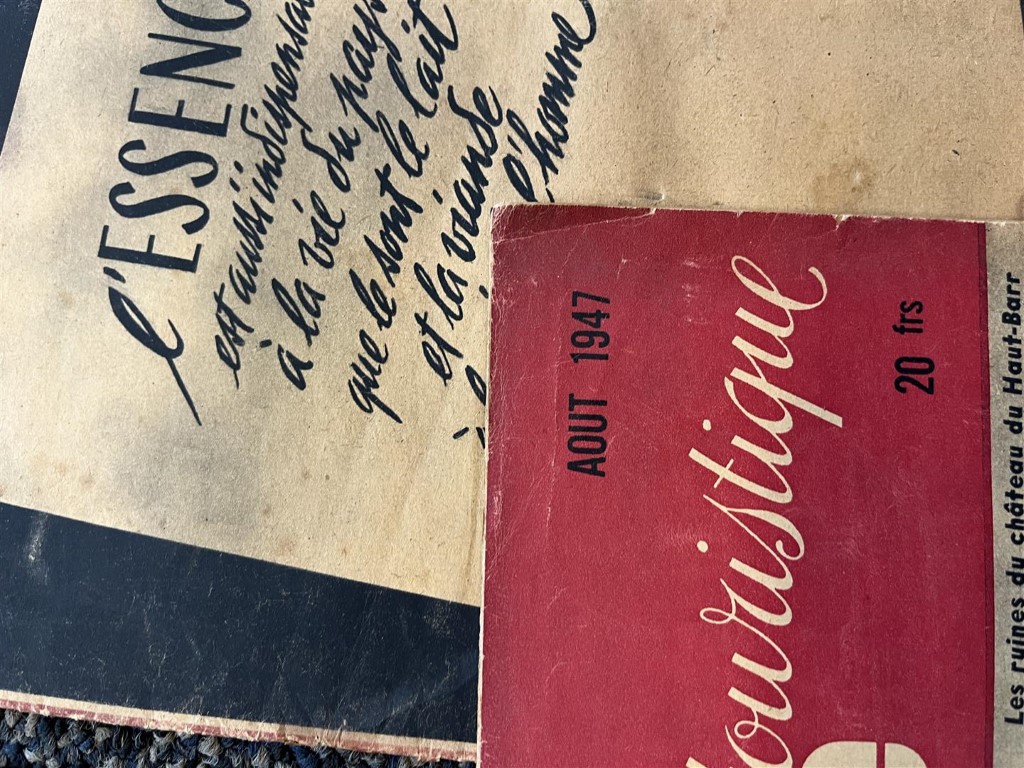 l'ESSENC
est aussi indispensa
à la vie du pays
que le sont le lait
et la viande
à l'homme
AOUT 1947
ouristique
20 frs
e
Les ruines du château du Haut-Barr